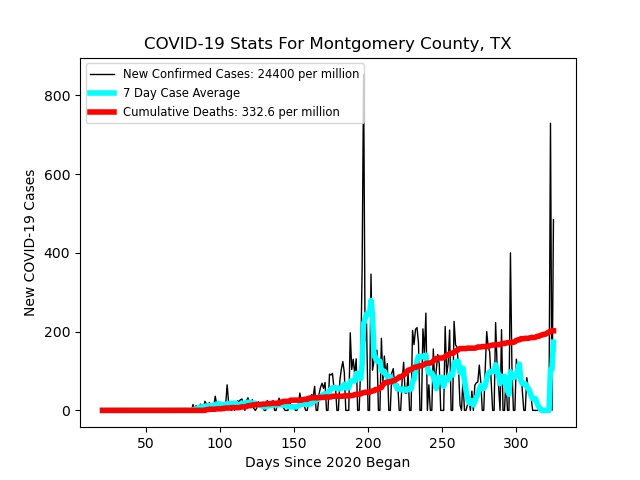 COVID-19 Stats For Montgomery County, TX
New Confirmed Cases: 24400 per million
7 Day Case Average
Cumulative Deaths: 332.6 per million
New COVID-19 Cases
800
600
400
200
0
50 100 150 200 250 300
Days Since 2020 Began